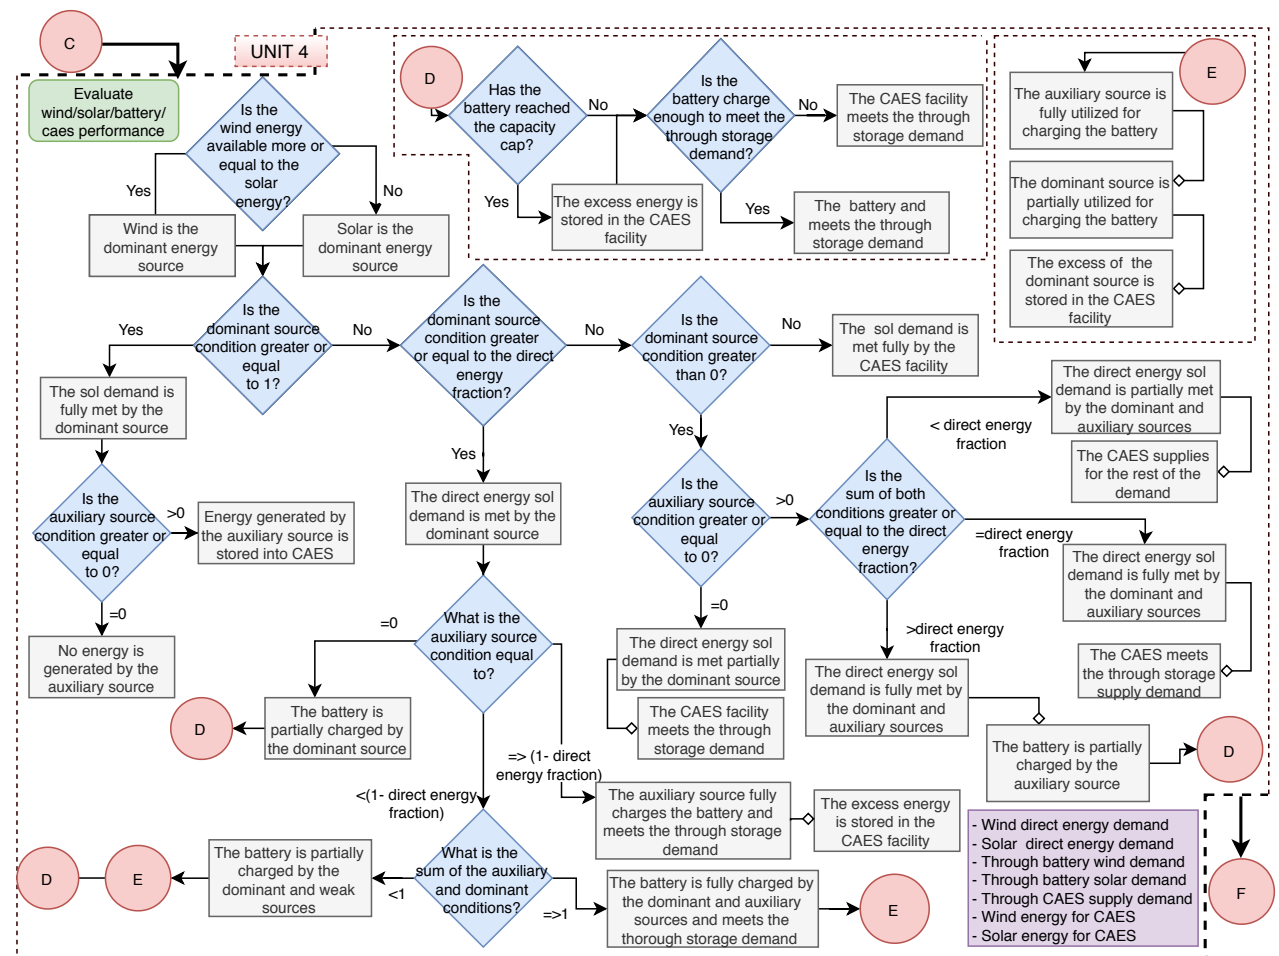 C
UNIT 4
Evaluate
wind/solar/battery/
caes performance
Is the
wind energy
available more or
equal to the
solar
energy?
Yes
No
Wind is the
dominant energy
source
Solar is the
dominant energy
source
D
Has the
battery reached
the capacity
cap?
No
Yes
The excess energy is
stored in the CAES
facility
Is the
battery charge
enough to meet the
through storage
demand?
No
The CAES facility
meets the through
storage demand
Yes
The  battery and
meets the through
storage demand
E
The auxiliary source is
fully utilized for
charging the battery
The dominant source is
partially utilized for
charging the battery
The excess of  the
dominant source is
stored in the CAES
facility
Is the
dominant source
condition greater or
equal
to 1?
Yes
No
Is the
dominant source
condition greater
or equal to the direct
energy
fraction?
No
Is the
dominant source
condition greater
than 0?
No
The  sol demand is
met fully by the
CAES facility
The sol demand is
fully met by the
dominant source
Is the
auxiliary source
condition greater or
equal
to 0?
>0
Energy generated by
the auxiliary source is
stored into CAES
=0
No energy is
generated by the
auxiliary source
Yes
The direct energy sol
demand is met by the
dominant source
What is the
auxiliary source
condition equal
to?
=0
The battery is
partially charged by
the dominant source
D
=> (1- direct
energy fraction)
The auxiliary source fully
charges the battery and
meets the through storage
demand
The excess energy
is stored in the
CAES facility
<(1- direct energy
fraction)
What is the
sum of the auxiliary
and dominant
conditions?
<1
The battery is partially
charged by the
dominant and weak
sources
E
D
=>1
The battery is fully charged by
the dominant and auxiliary
sources and meets the
thorough storage demand
E
Yes
Is the
auxiliary source
condition greater or
equal
to 0?
>0
=0
The direct energy sol
demand is met partially
by the dominant source
The CAES facility
meets the through
storage demand
Is the
sum of both
conditions greater or
equal to the direct
energy
fraction?
< direct energy
fraction
The direct energy sol
demand is partially met
by the dominant and
auxiliary sources
The CAES supplies
for the rest of the
demand
=direct energy
fraction
The direct energy sol
demand is fully met by
the dominant and
auxiliary sources
The CAES meets
the through storage
supply demand
>direct energy
fraction
The direct energy sol
demand is fully met by
the dominant and
auxiliary sources
The battery is partially
charged by the
auxiliary source
D
- Wind direct energy demand
- Solar  direct energy demand
- Through battery wind demand
- Through battery solar demand
- Through CAES supply demand
- Wind energy for CAES
- Solar energy for CAES
F